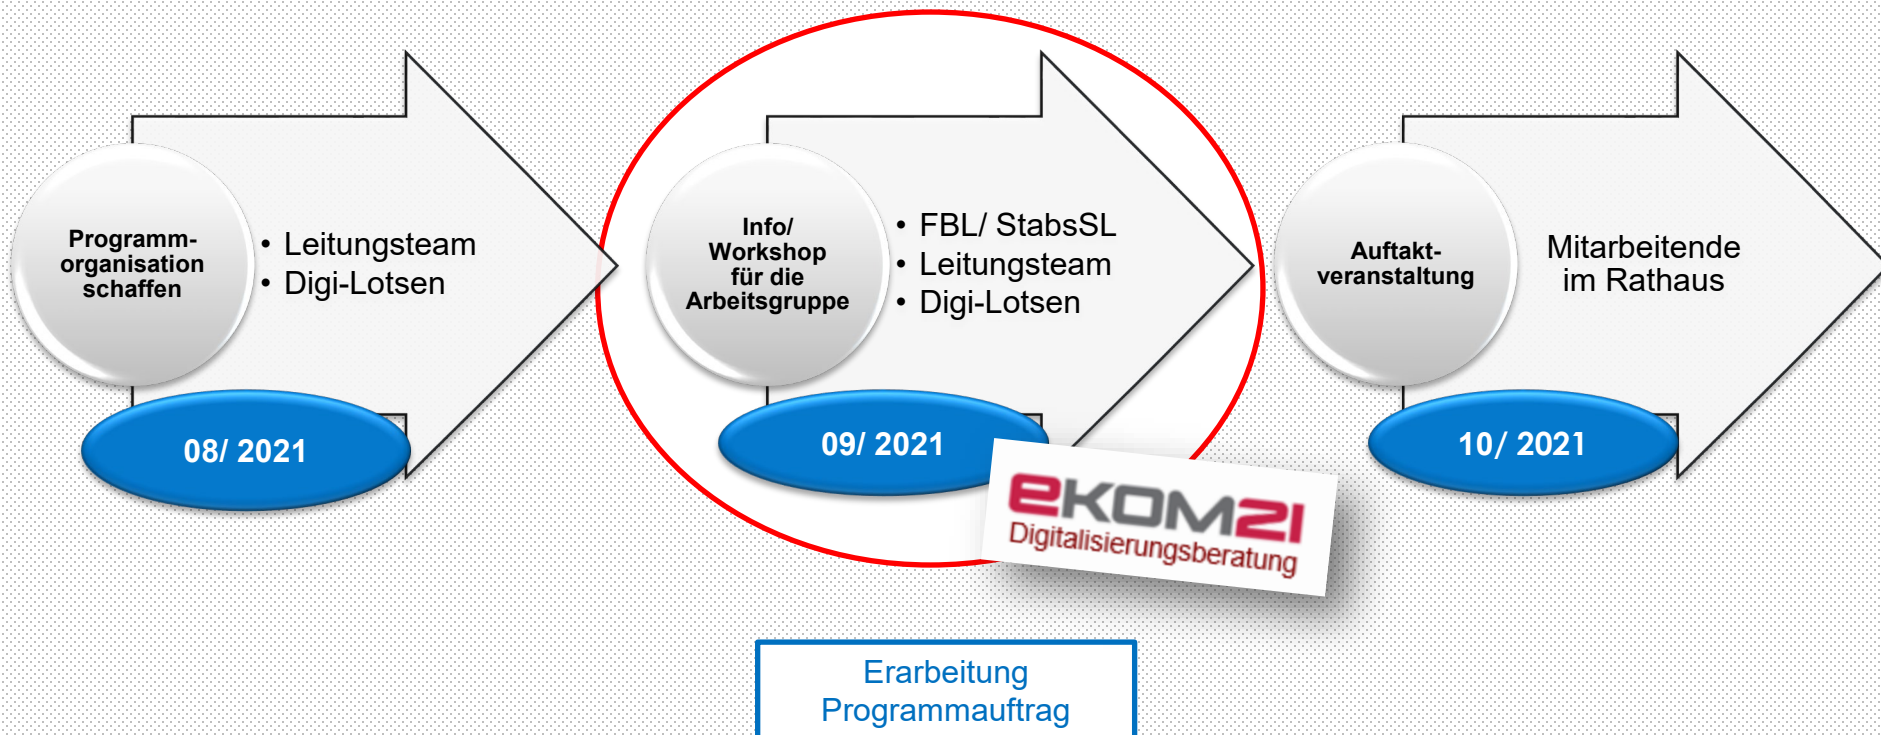 Programm-
organisation
schaffen
• Leitungsteam
• Digi-Lotsen
08/ 2021
Info/
Workshop
für die
Arbeitsgruppe
• FBL/ StabsSL
• Leitungsteam
• Digi-Lotsen
09/ 2021
eKOM21
Digitalisierungsberatung
Auftakt-
veranstaltung
Mitarbeitende
im Rathaus
10/ 2021
Erarbeitung
Programmauftrag